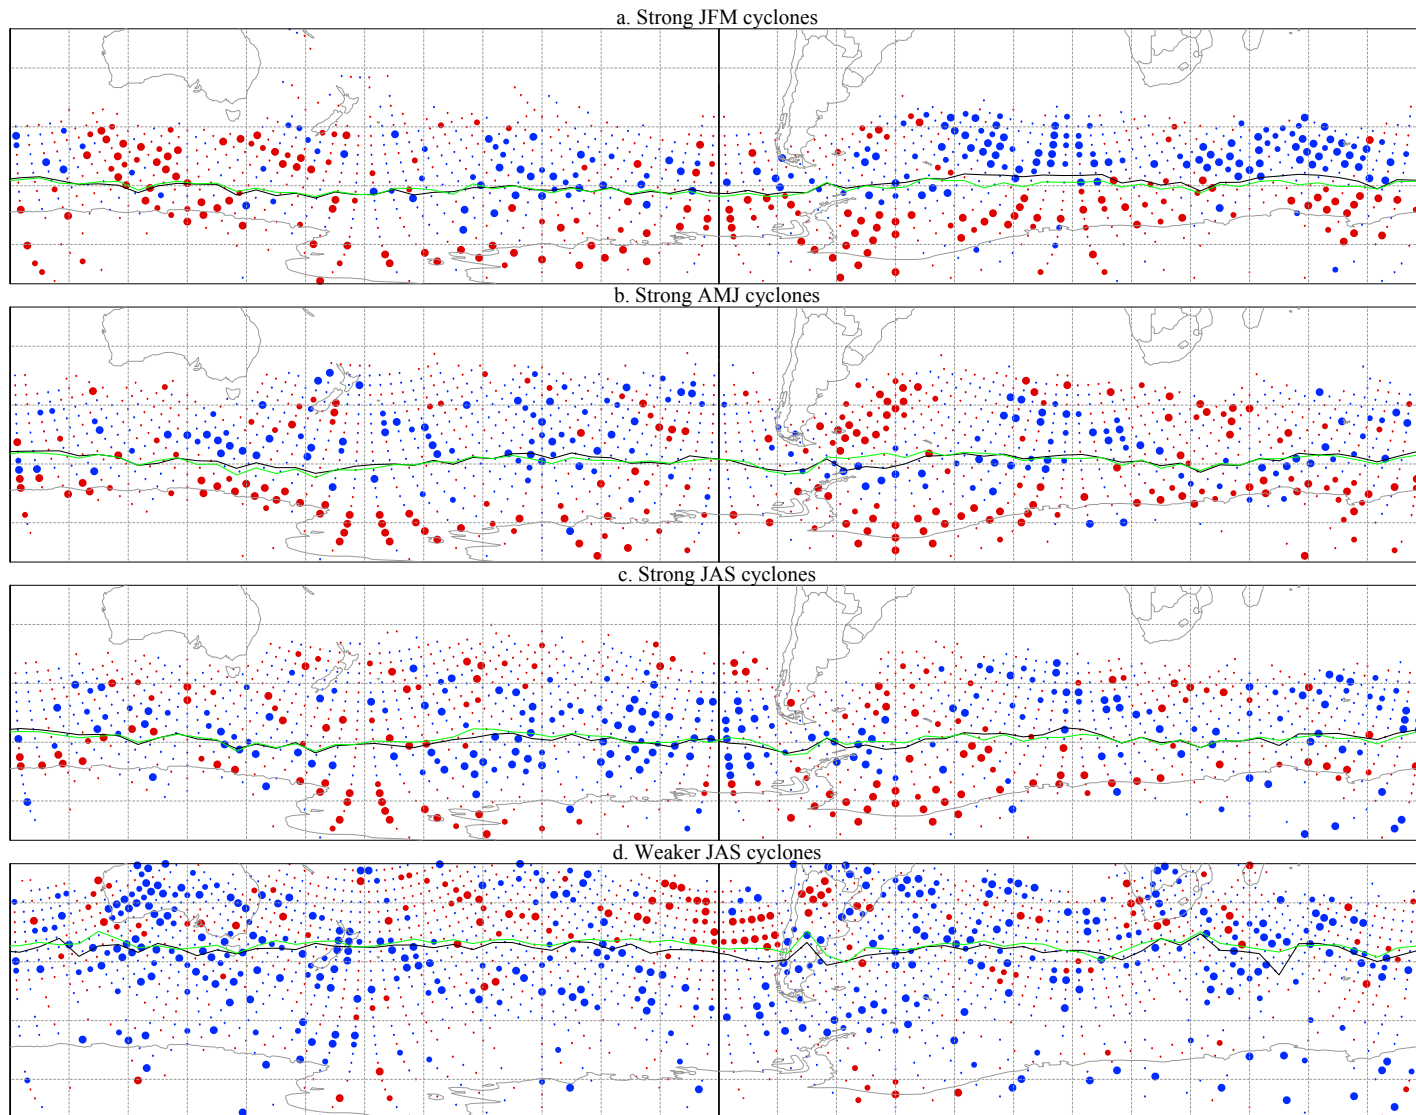 a. Strong JFM cyclones
b. Strong AMJ cyclones
c. Strong JAS cyclones
d. Weaker JAS cyclones